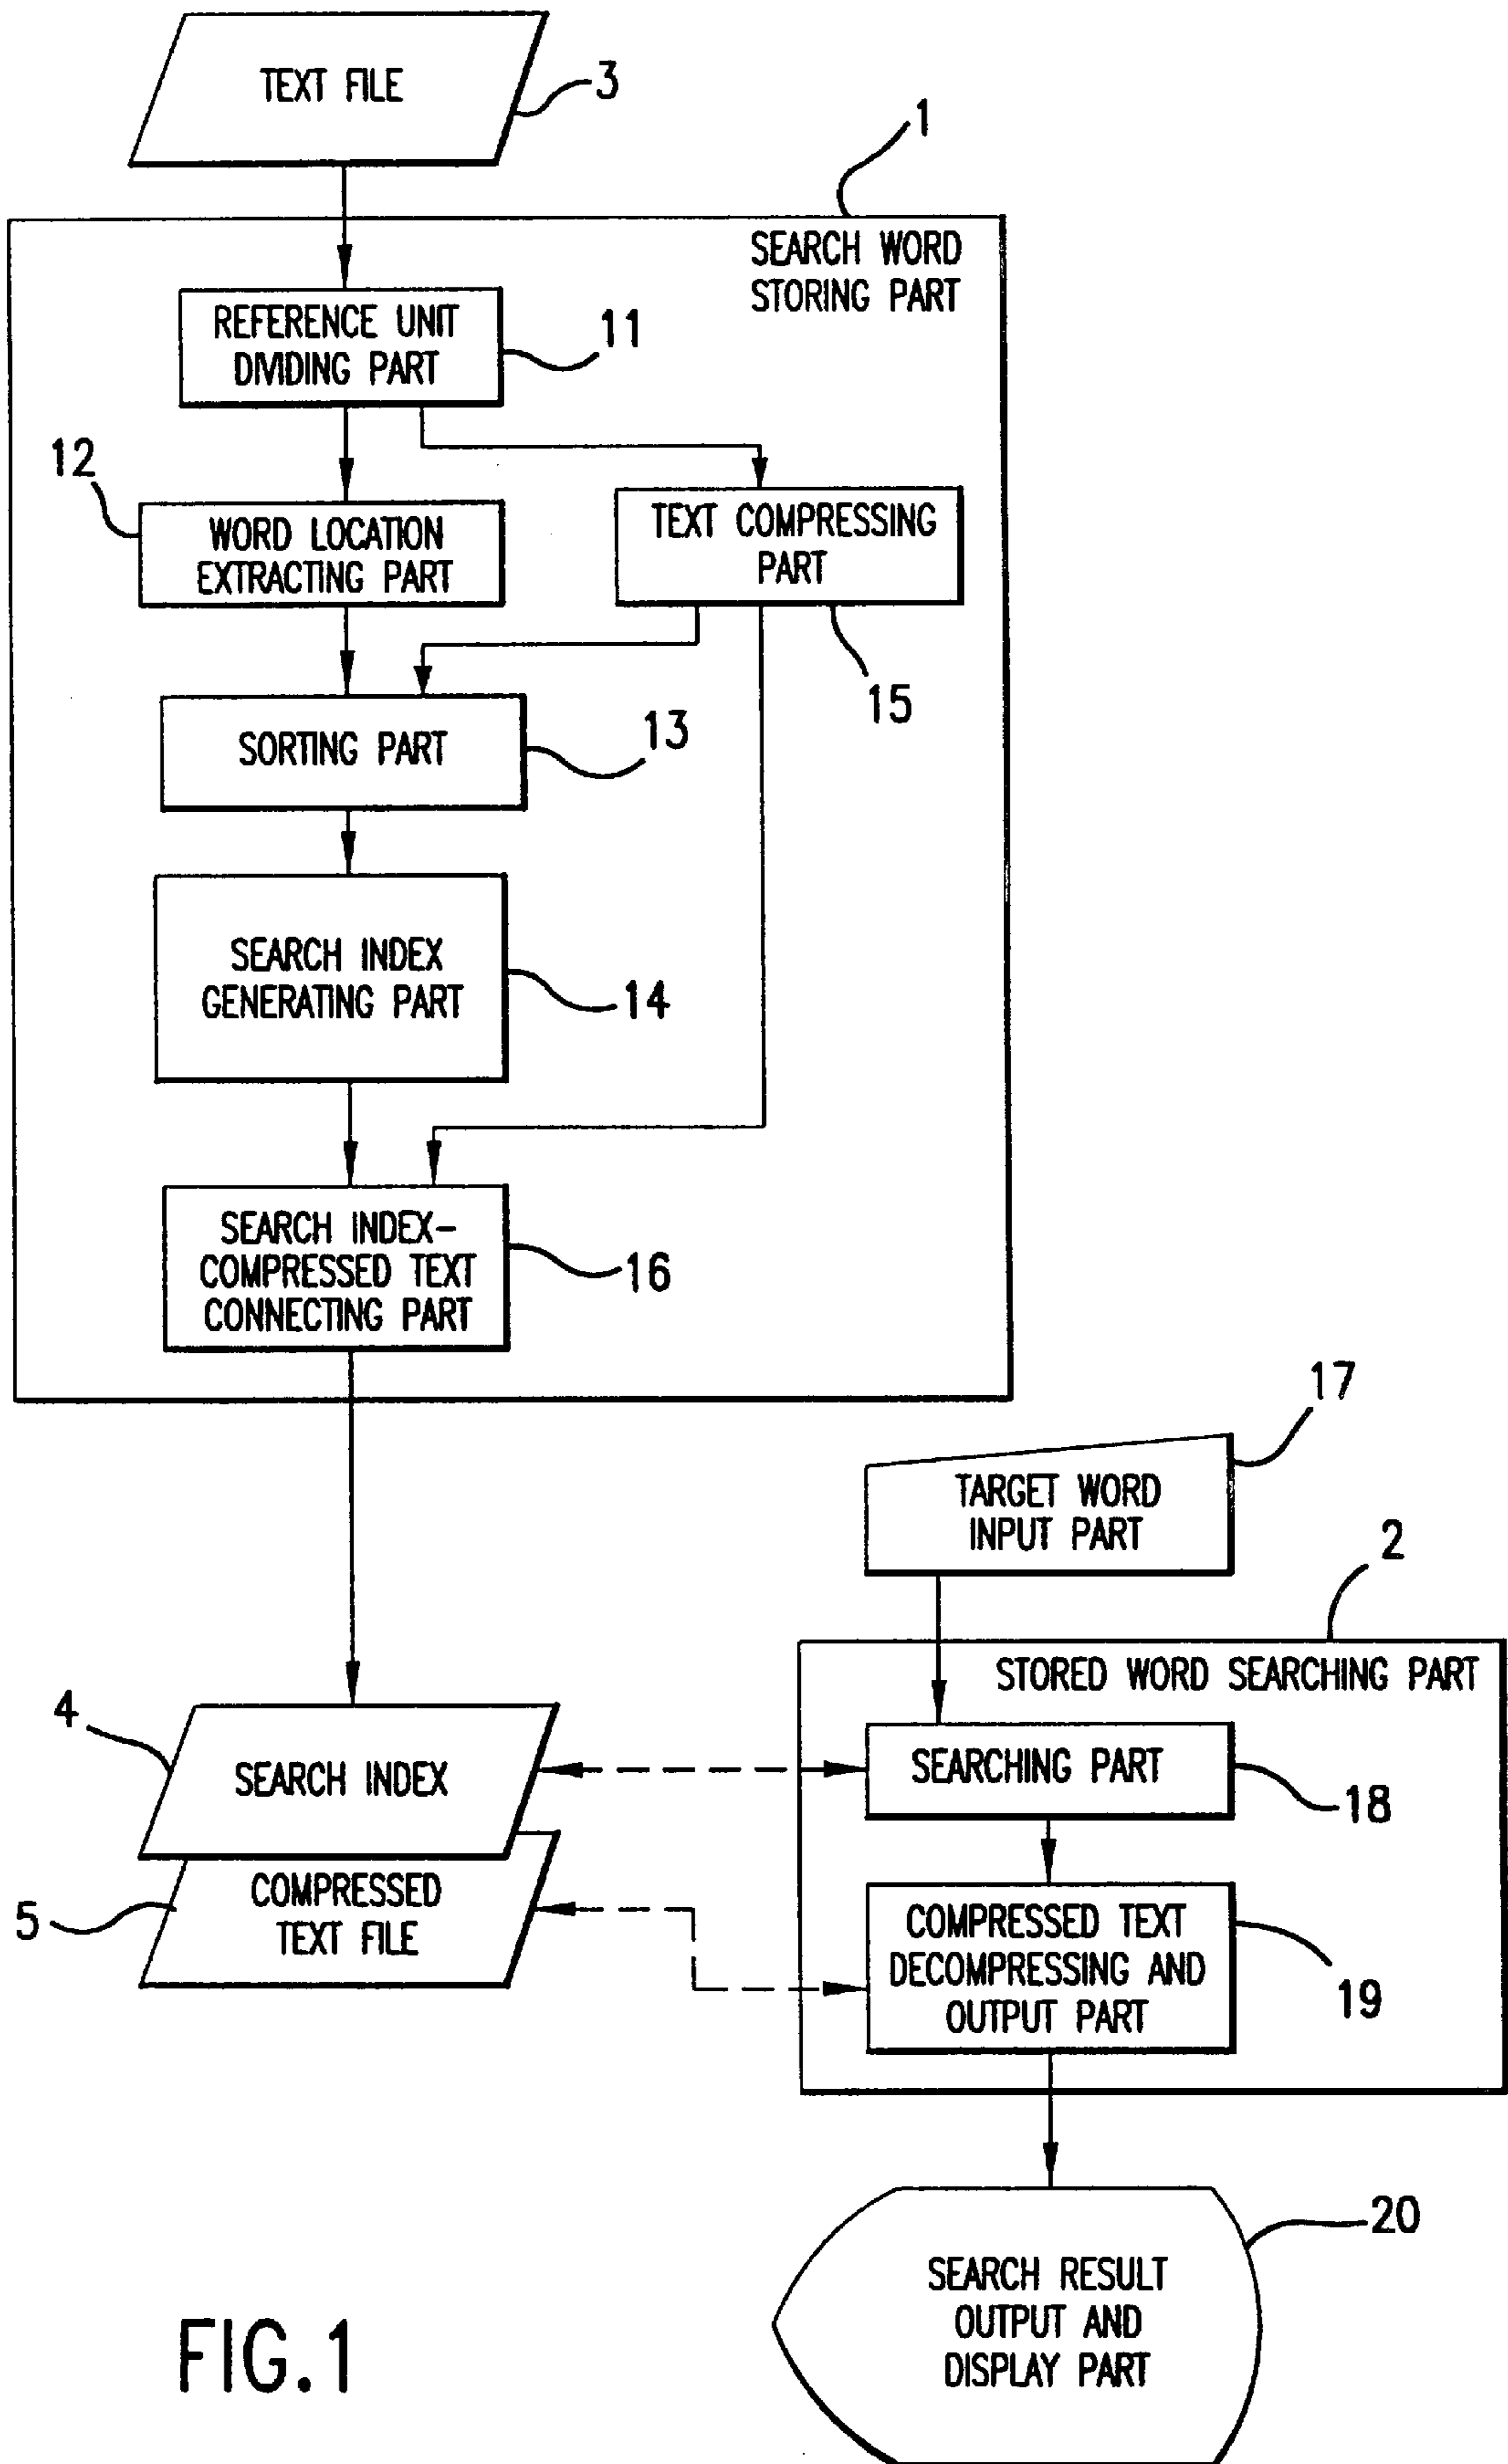 TEXT FILE
3
1
SEARCH WORD
STORING PART
REFERENCE UNIT
DIVIDING PART
11
12
WORD LOCATION
EXTRACTING PART
TEXT COMPRESSING
PART
15
SORTING PART
13
SEARCH INDEX
GENERATING PART
14
SEARCH INDEX-
COMPRESSED TEXT
CONNECTING PART
16
17
TARGET WORD
INPUT PART
2
STORED WORD SEARCHING PART
4
SEARCH INDEX
SEARCHING PART
18
5
COMPRESSED
TEXT FILE
COMPRESSED TEXT
DECOMPRESSING AND
OUTPUT PART
19
20
SEARCH RESULT
OUTPUT AND
DISPLAY PART
FIG.1